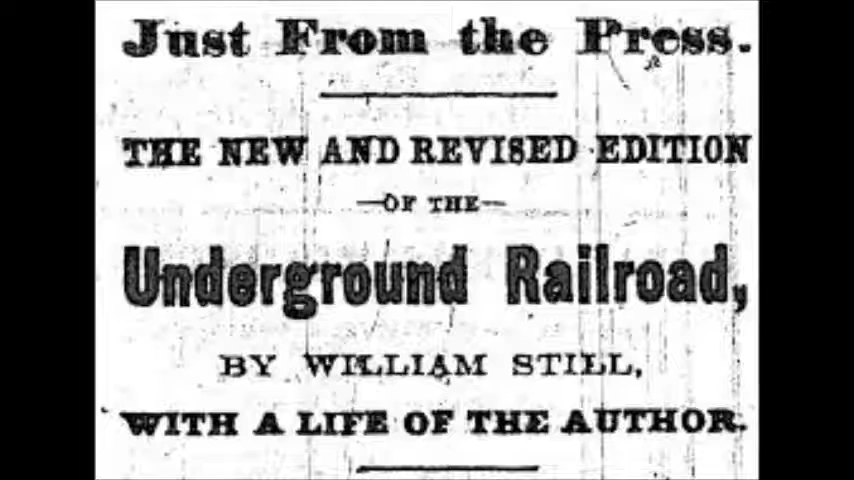 Just From the Press.
THE NEW AND REVISED EDITION
—OF THE—
Underground Railroad,
BY WILLIAM STILL,
WITH A LIFE OF THE AUTHOR.